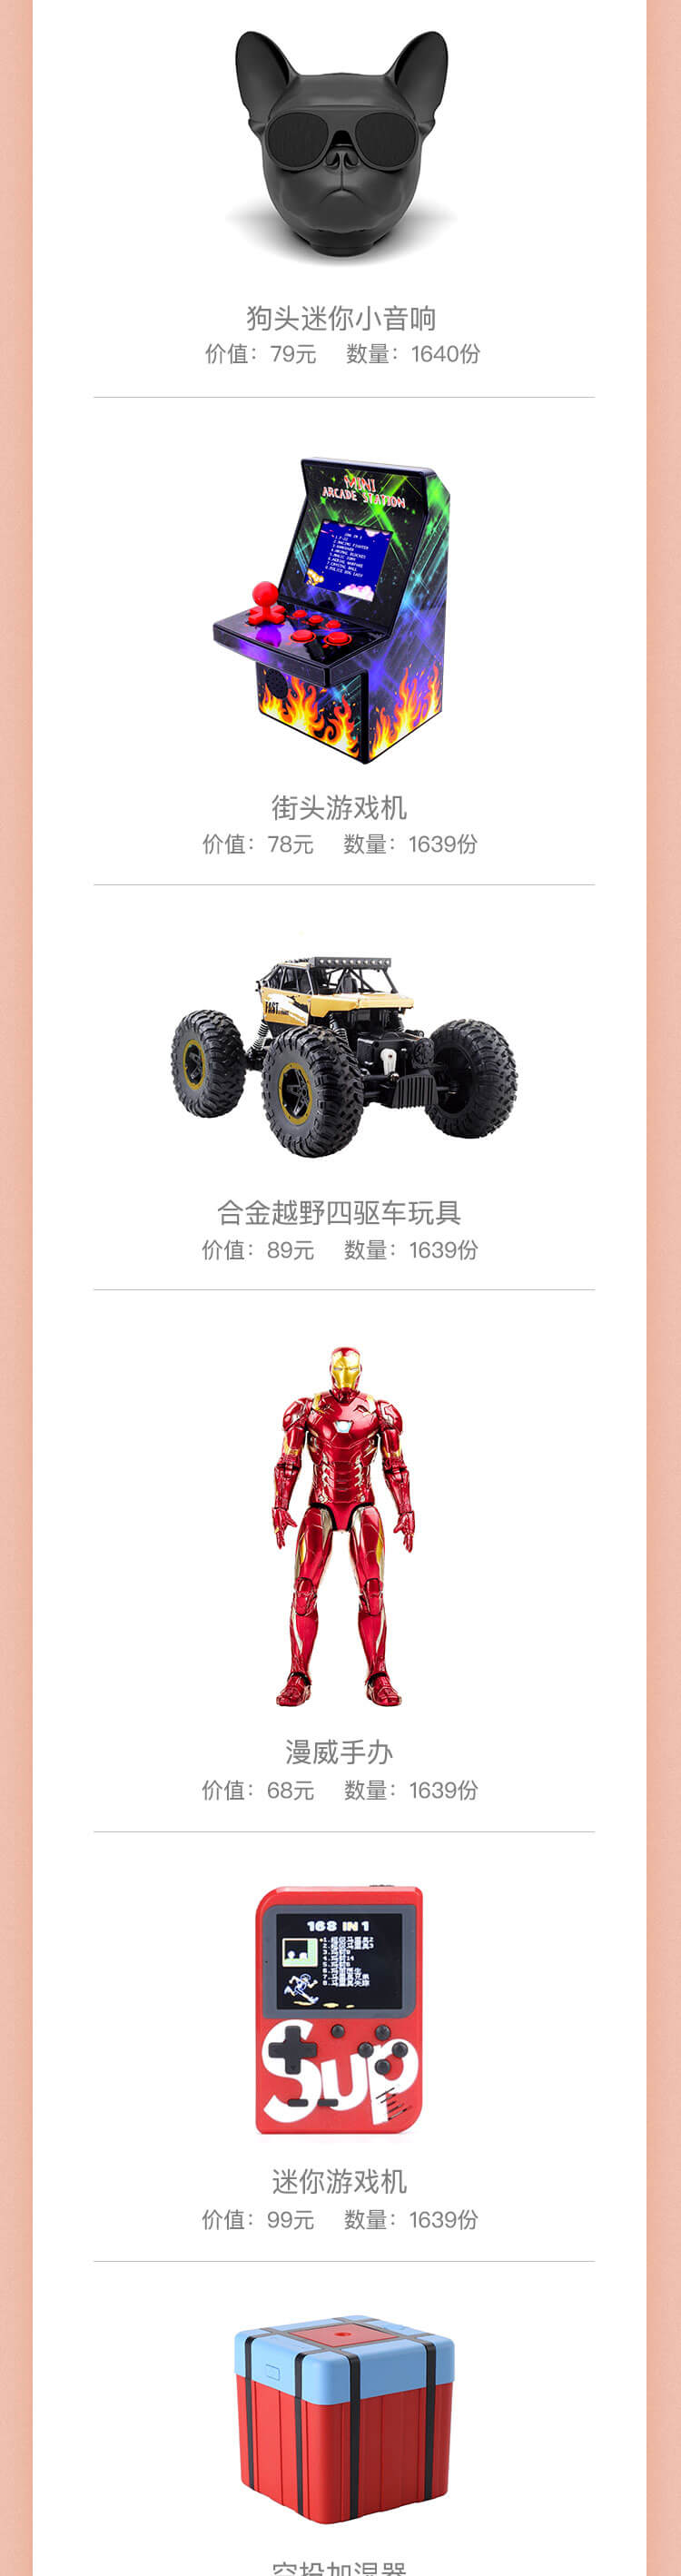 狗头迷你小音响
价值：79元 数量：1640份
MINI
ARCADE STATION
街头游戏机
价值：78元 数量：1639份
FAST
合金越野四驱车玩具
价值：89元 数量：1639份
漫威手办
价值：68元 数量：1639份
168 IN 1
Sup
迷你游戏机
价值：99元 数量：1639份
空投加湿器